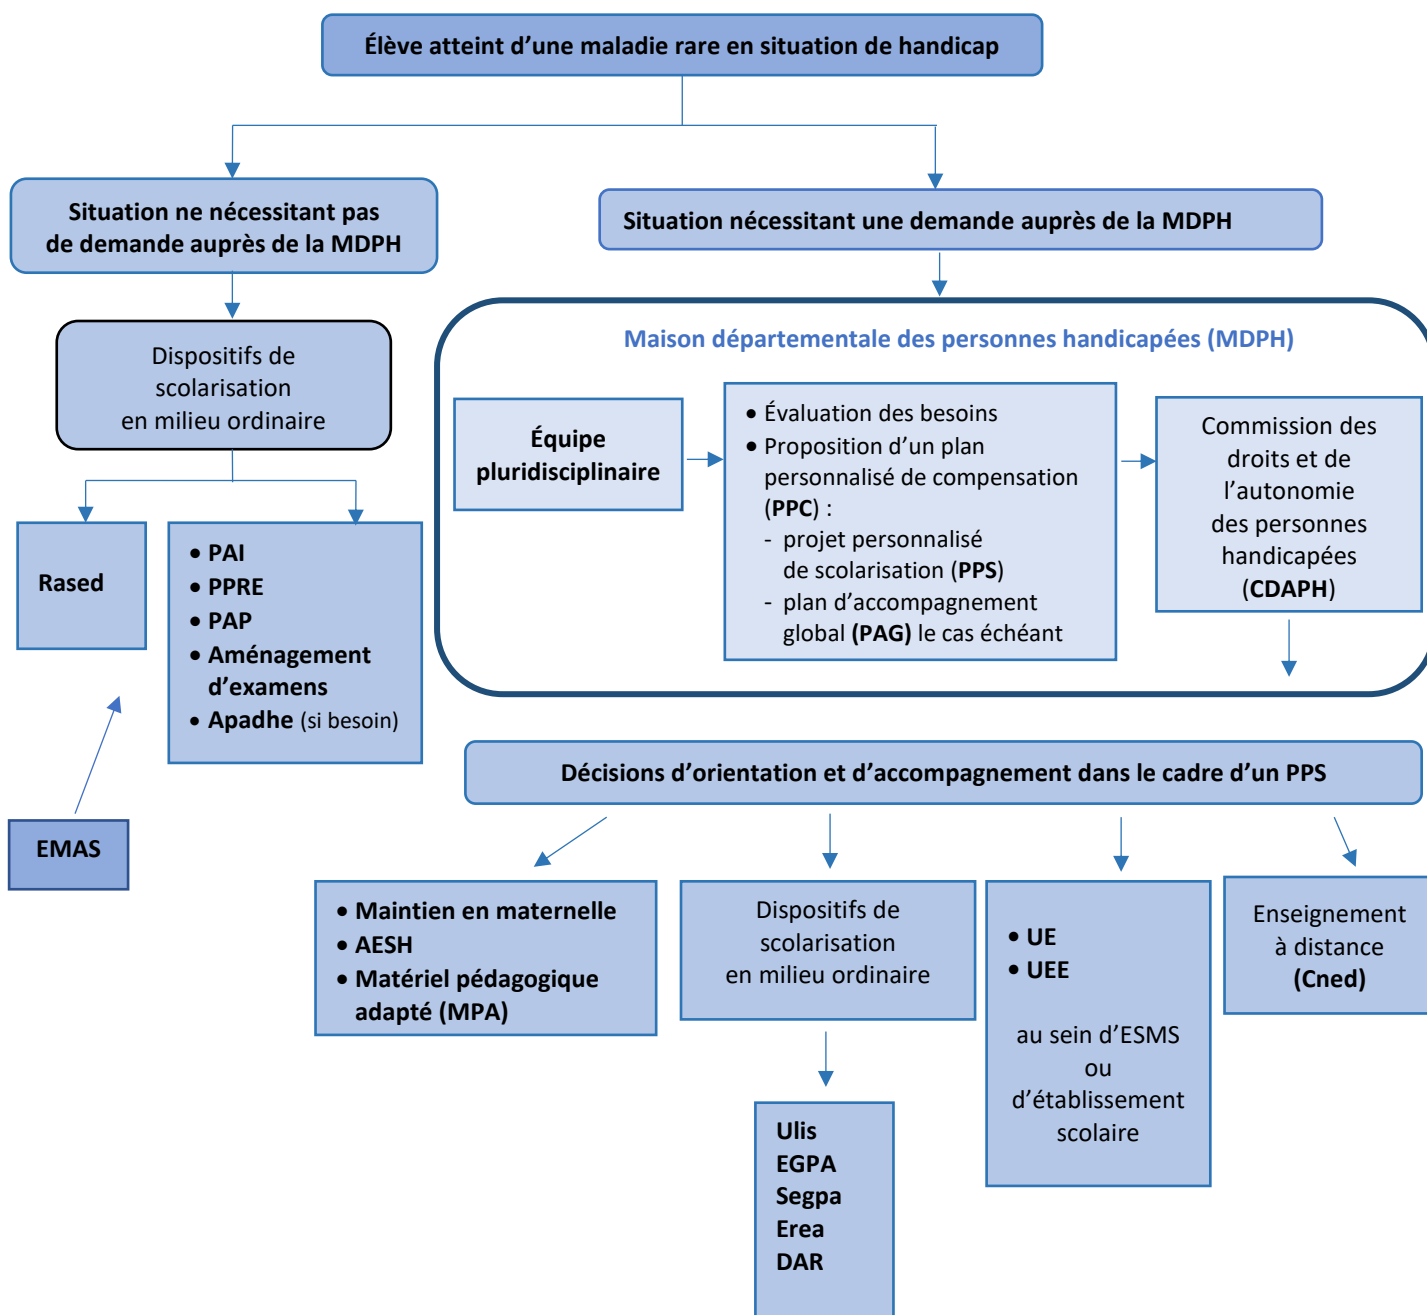 Élève atteint d’une maladie rare en situation de handicap
Situation ne nécessitant pas
de demande auprès de la MDPH
Situation nécessitant une demande auprès de la MDPH
Dispositifs de
scolarisation
en milieu ordinaire
Rased
• PAI
• PPRE
• PAP
• Aménagement
d’examens
• Apadhe (si besoin)
EMAS
Maison départementale des personnes handicapées (MDPH)
Équipe
pluridisciplinaire
• Évaluation des besoins
• Proposition d’un plan
personnalisé de compensation
(PPC) :
- projet personnalisé
de scolarisation (PPS)
- plan d’accompagnement
global (PAG) le cas échéant
Commission des
droits et de
l’autonomie
des personnes
handicapées
(CDAPH)
Décisions d’orientation et d’accompagnement dans le cadre d’un PPS
• Maintien en maternelle
• AESH
• Matériel pédagogique
adapté (MPA)
Dispositifs de
scolarisation
en milieu ordinaire
Ulis
EGPA
Segpa
Erea
DAR
• UE
• UEE
au sein d’ESMS
ou
d’établissement
scolaire
Enseignement
à distance
(Cned)